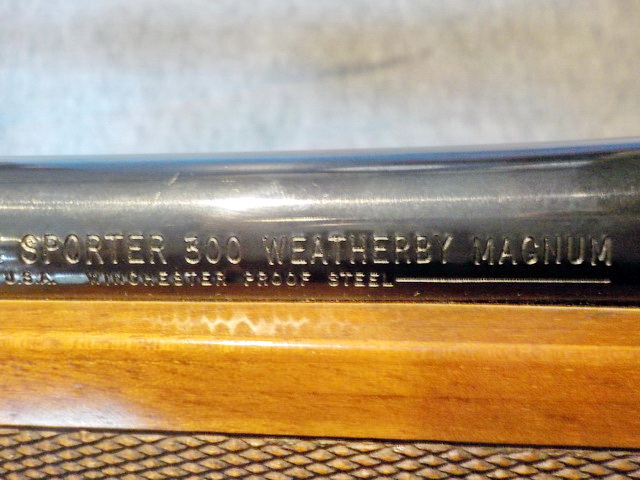 SPORTER 300 WEATHERBY MAGNUM
U.S.A. WINCHESTER PROOF STEEL